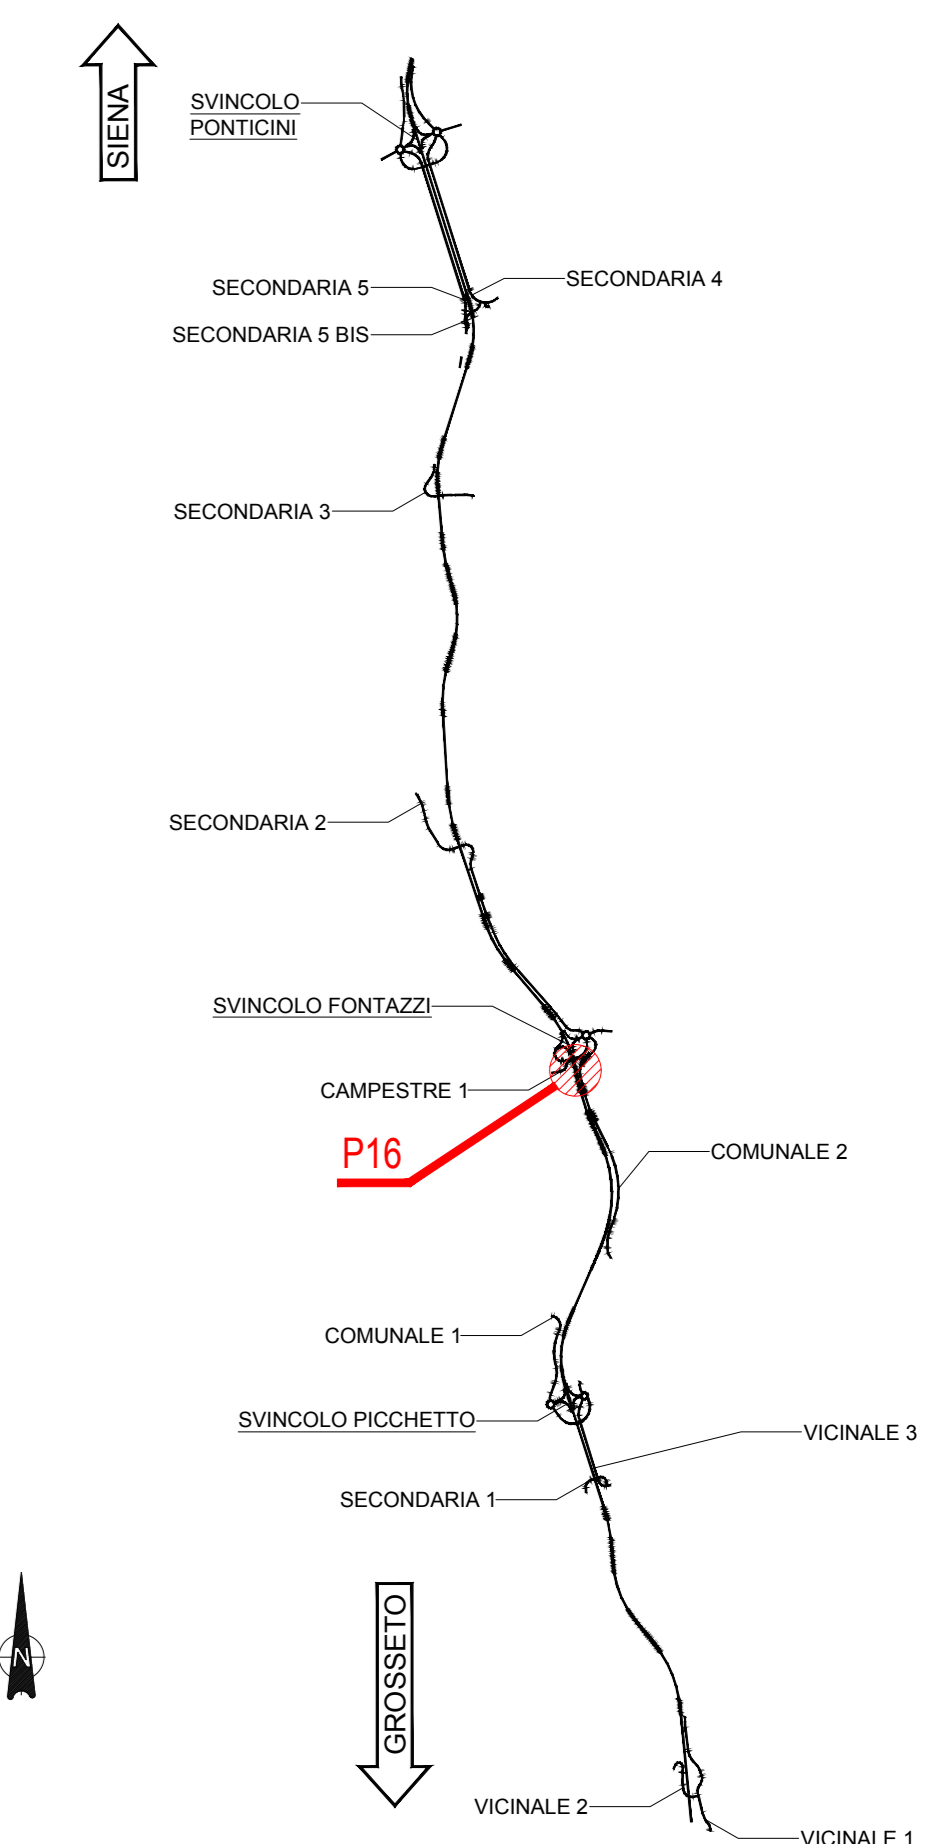 SIENA
SVINCOLO
PONTICINI
SECONDARIA 4
SECONDARIA 5
SECONDARIA 5 BIS
SECONDARIA 3
SECONDARIA 2
SVINCOLO FONTAZZI
CAMPESTRE 1
P16
COMUNALE 2
COMUNALE 1
SVINCOLO PICCHETTO
VICINALE 3
SECONDARIA 1
GROSSETO
N
VICINALE 2
VICINALE 1